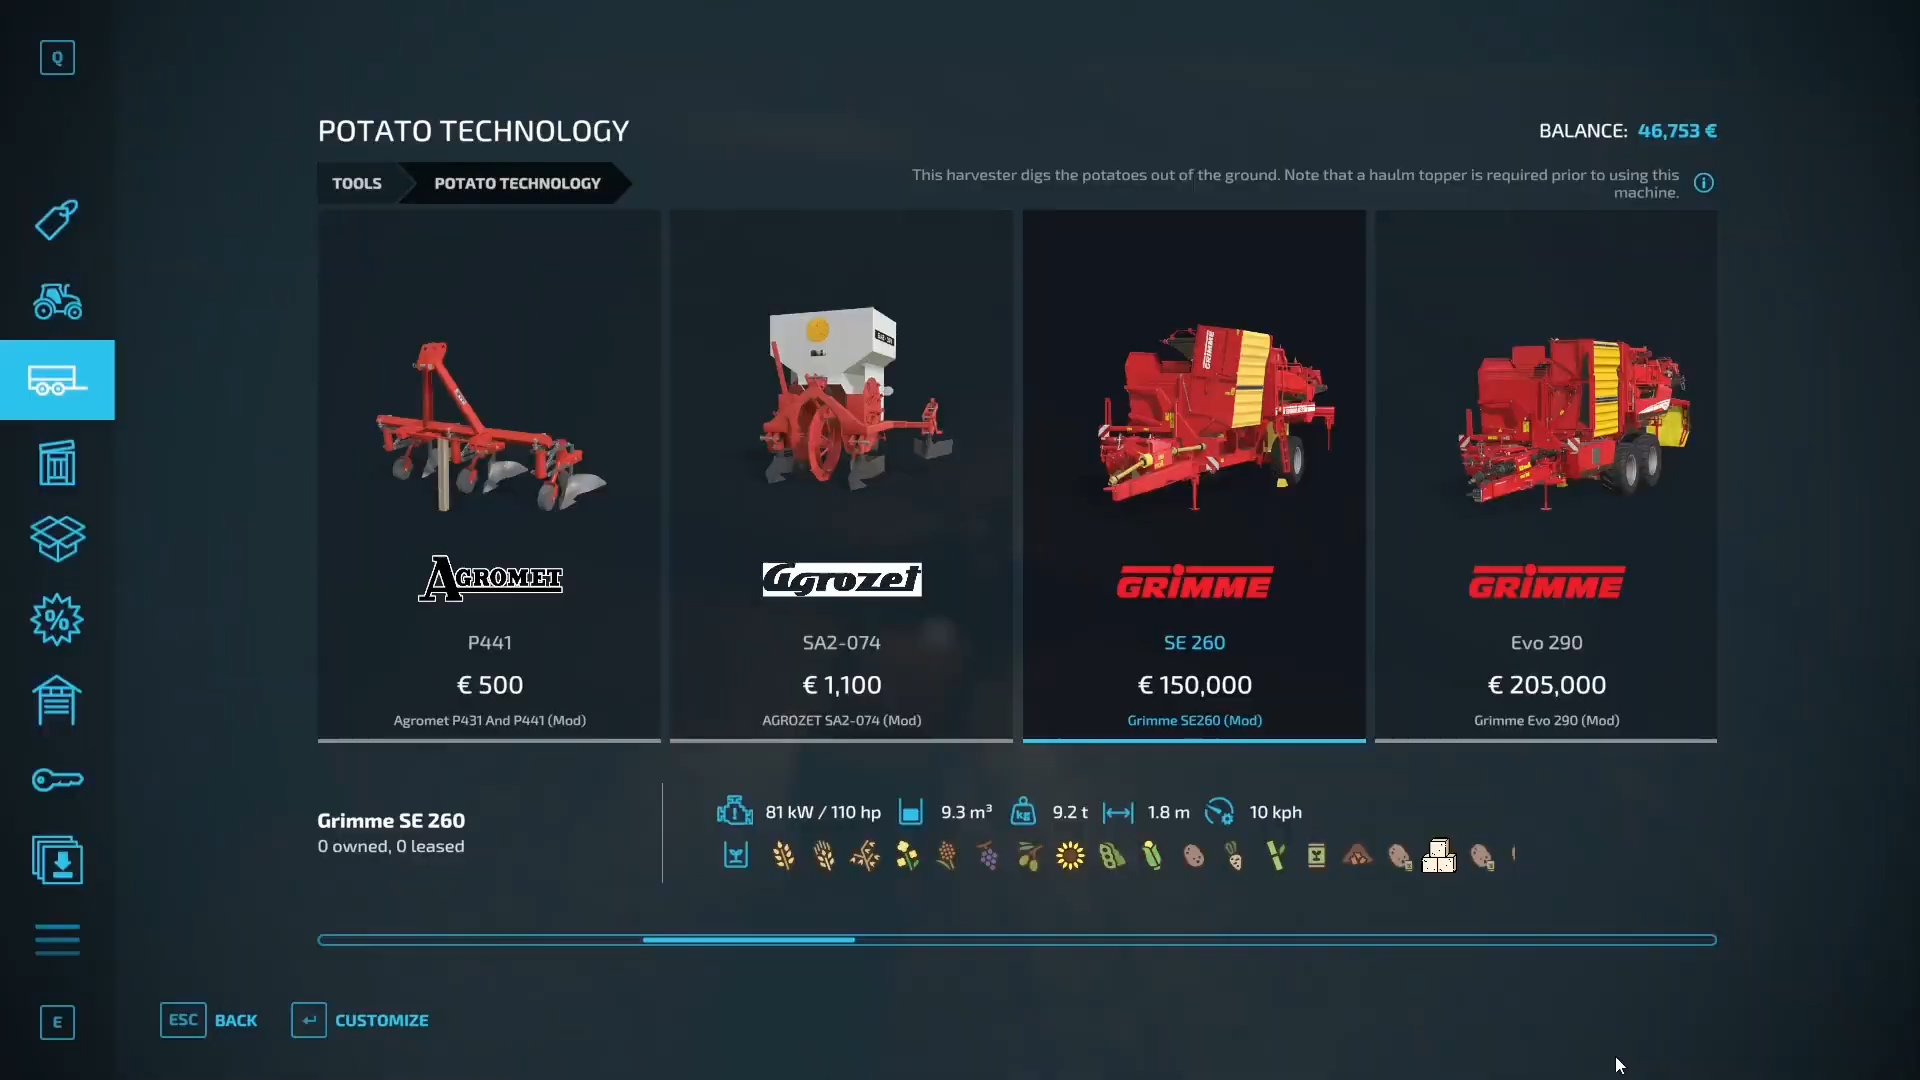 Q
POTATO TECHNOLOGY
BALANCE: 46,753 €
TOOLS
POTATO TECHNOLOGY
This harvester digs the potatoes out of the ground. Note that a haulm topper is required prior to using this
machine.
AGROMET
P441
€ 500
Agromet P431 And P441 (Mod)
Agrozet
SA2-074
€ 1,100
AGROZET SA2-074 (Mod)
GRIMME
GRIMME
SE 260
€ 150,000
Grimme SE260 (Mod)
GRIMME
Evo 290
€ 205,000
Grimme Evo 290 (Mod)
%
Grimme SE 260
0 owned, 0 leased
81 kW / 110 hp
kg
9.3 m³
9.2 t
1.8 m
10 kph
E
ESC BACK
↵ CUSTOMIZE